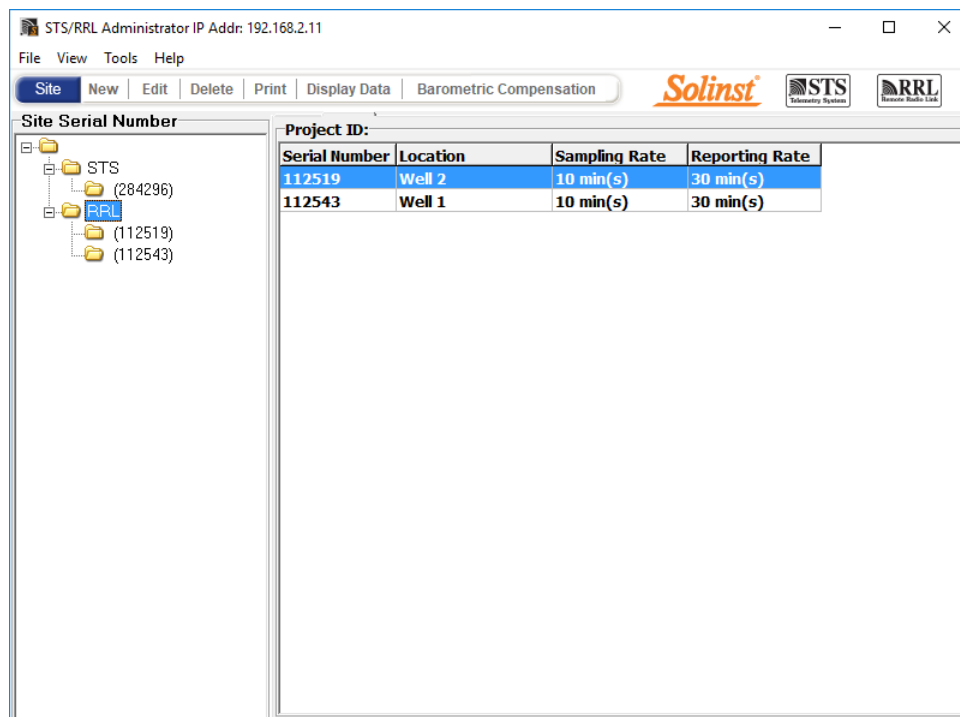 STS/RRL Administrator IP Addr: 192.168.2.11
File View Tools Help
Site New Edit Delete Print Display Data Barometric Compensation Solinst STS Telemetry System RRL Remote Radio Link
Site Serial Number
STS
(284296)
RRL
(112519)
(112543)
Project ID:
Serial Number Location Sampling Rate Reporting Rate
112519 Well 2 10 min(s) 30 min(s)
112543 Well 1 10 min(s) 30 min(s)